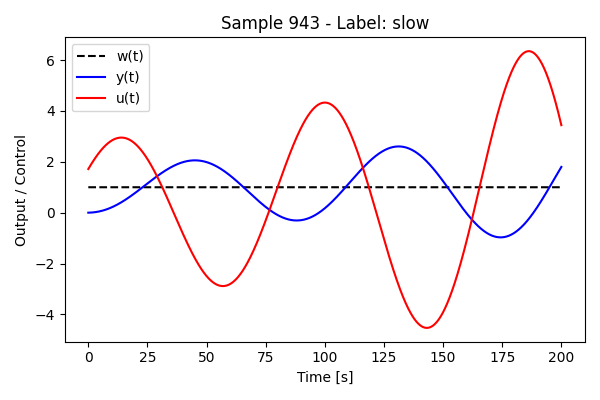 Sample 943 - Label: slow
w(t)
y(t)
u(t)
Output / Control
6
4
2
0
−2
−4
0
25
50
75
100
125
150
175
200
Time [s]